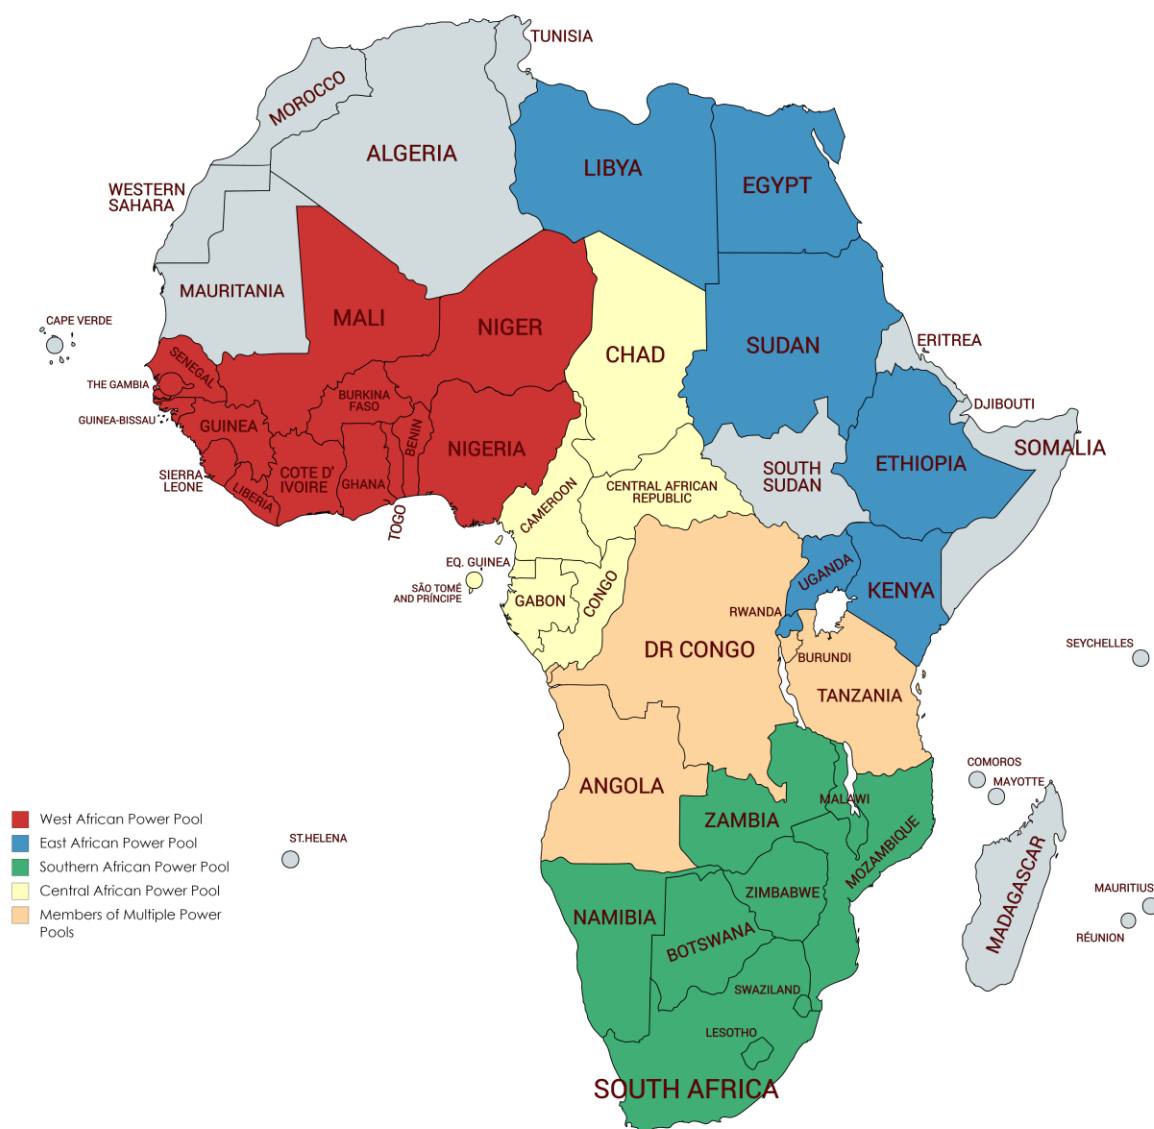 TUNISIA
MOROCCO
ALGERIA
LIBYA
EGYPT
WESTERN
SAHARA
MAURITANIA
MALI
NIGER
CHAD
SUDAN
ERITREA
CAPE VERDE
SENEGAL
THE GAMBIA
GUINEA-BISSAU
GUINEA
BURKINA
FASO
BENIN
NIGERIA
DJIBOUTI
SOMALIA
SIERRA
LEONE
LIBERIA
COTE D'
IVOIRE
GHANA
TOGO
CAMEROON
CENTRAL AFRICAN
REPUBLIC
SOUTH
SUDAN
ETHIOPIA
EQ. GUINEA
SÃO TOMÉ
AND PRÍNCIPE
GABON
CONGO
UGANDA
KENYA
RWANDA
DR CONGO
BURUNDI
TANZANIA
SEYCHELLES
ANGOLA
ZAMBIA
MALAWI
MOZAMBIQUE
COMOROS
MAYOTTE
MADAGASCAR
MAURITIUS
RÉUNION
ST.HELENA
NAMIBIA
BOTSWANA
ZIMBABWE
SWAZILAND
LESOTHO
SOUTH AFRICA
West African Power Pool
East African Power Pool
Southern African Power Pool
Central African Power Pool
Members of Multiple Power
Pools